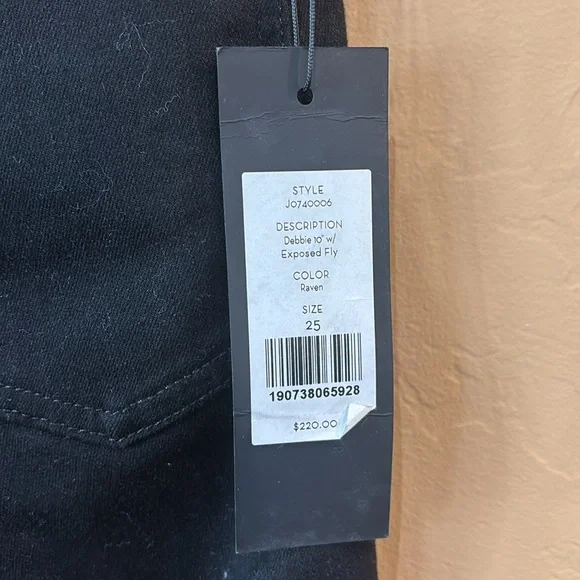 STYLE
J0740006
DESCRIPTION
Debbie 10" w/
Exposed Fly
COLOR
Raven
SIZE
25
190738065928
$220.00